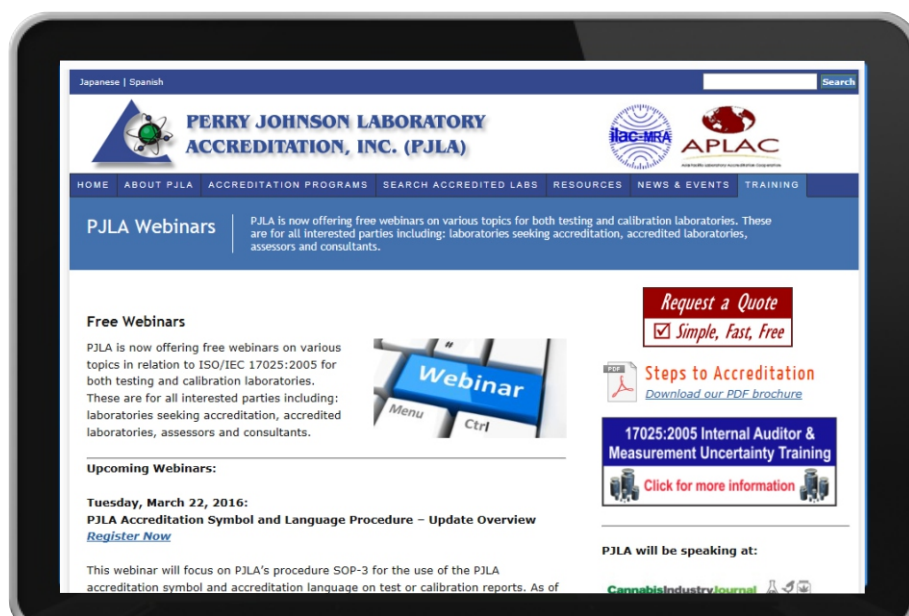 Japanese | Spanish
Search
PERRY JOHNSON LABORATORY
ACCREDITATION, INC. (PJLA)
ilac-MRA
APLAC
HOME ABOUT PJLA ACCREDITATION PROGRAMS SEARCH ACCREDITED LABS RESOURCES NEWS & EVENTS TRAINING
PJLA Webinars
PJLA is now offering free webinars on various topics for both testing and calibration laboratories. These
are for all interested parties including: laboratories seeking accreditation, accredited laboratories,
assessors and consultants.
Free Webinars
PJLA is now offering free webinars on various
topics in relation to ISO/IEC 17025:2005 for
both testing and calibration laboratories.
These are for all interested parties including:
laboratories seeking accreditation, accredited
laboratories, assessors and consultants.
"
Webinar
Menu
Ctrl
Upcoming Webinars:
Tuesday, March 22, 2016:
PJLA Accreditation Symbol and Language Procedure – Update Overview
Register Now
This webinar will focus on PJLA's procedure SOP-3 for the use of the PJLA
accreditation symbol and accreditation language on test or calibration reports. As of
Request a Quote
Simple, Fast, Free
PDF
Steps to Accreditation
Download our PDF brochure
17025:2005 Internal Auditor &
Measurement Uncertainty Training
Click for more information
PJLA will be speaking at:
CannabisIndustryJournal